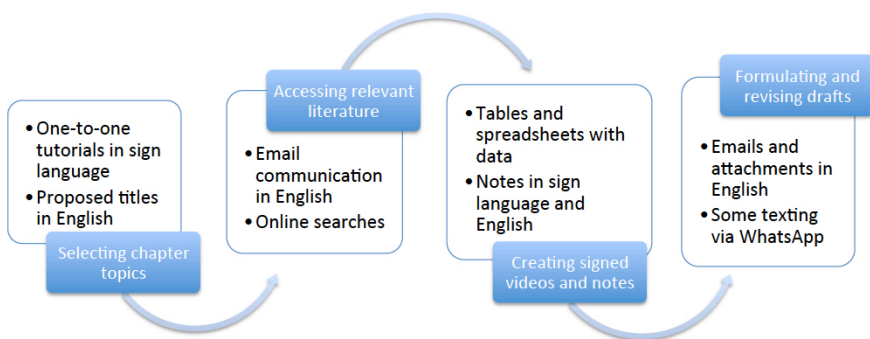 • One-to-one
tutorials in sign
language
• Proposed titles
in English
Selecting chapter
topics
Accessing relevant
literature
• Email
communication
in English
• Online searches
• Tables and
spreadsheets with
data
• Notes in sign
language and
English
Creating signed
videos and notes
Formulating and
revising drafts
• Emails and
attachments in
English
• Some texting
via WhatsApp